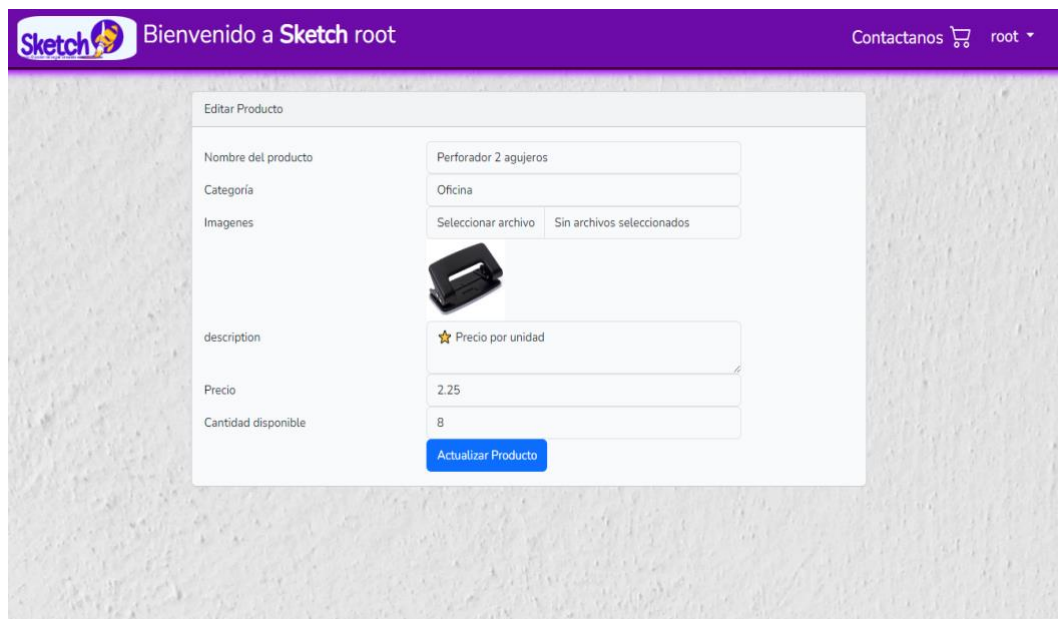 Sketch
Bienvenido a Sketch root
Contactanos
root
Editar Producto
Nombre del producto
Perforador 2 agujeros
Categoría
Oficina
Imagenes
Seleccionar archivo
Sin archivos seleccionados
description
⭐ Precio por unidad
Precio
2.25
Cantidad disponible
8
Actualizar Producto